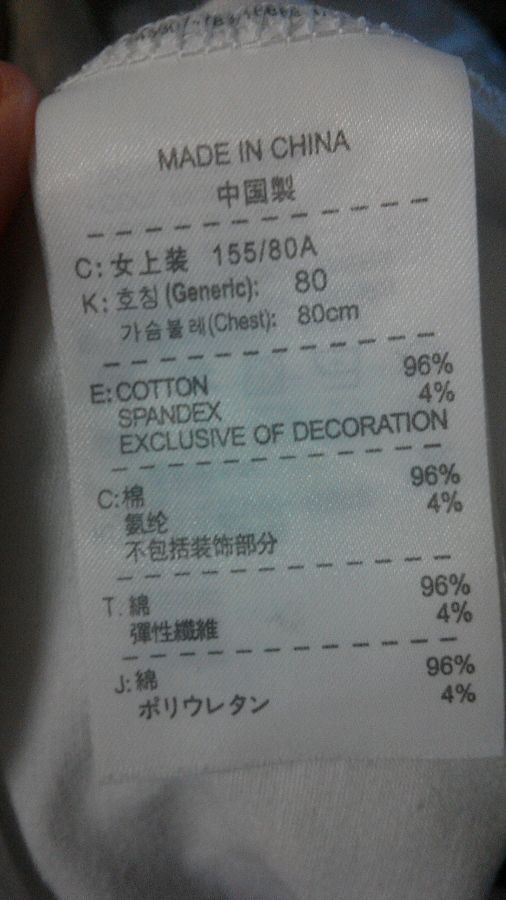 MADE IN CHINA
中国製
C: 女上装 155/80A
K: 호칭 (Generic): 80
가슴불레(Chest): 80cm
E: COTTON 96%
SPANDEX 4%
EXCLUSIVE OF DECORATION
C: 棉 96%
氨纶 4%
不包括装饰部分
T. 綿 96%
彈性纖維 4%
J: 綿 96%
ポリウレタン 4%